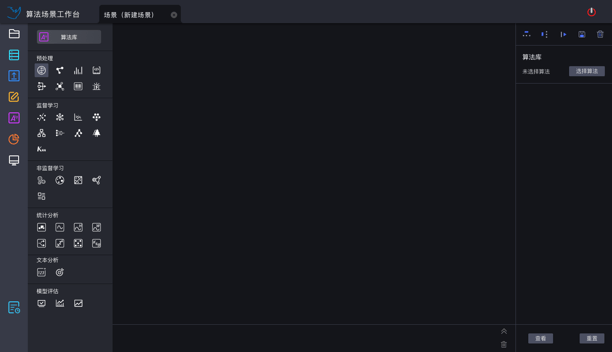 算法场景工作台
场景（新建场景）
算法库
预处理
监督学习
Knn
非监督学习
统计分析
文本分析
模型评估
算法库
未选择算法
选择算法
查看
重置